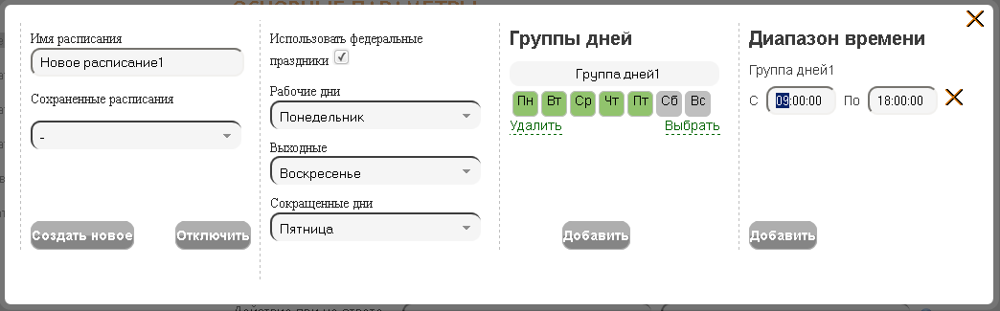 ОСНОВНЫЕ ПАРАМЕТРЫ
Имя расписания
Новое расписание1
Сохраненные расписания
-
Создать новое
Отключить
Использовать федеральные
праздники
Рабочие дни
Понедельник
Выходные
Воскресенье
Сокращенные дни
Пятница
Группы дней
Группа дней1
Пн Вт Ср Чт Пт Сб Вс
Удалить Выбрать
Добавить
Диапазон времени
Группа дней1
С 09:00:00 По 18:00:00
Добавить